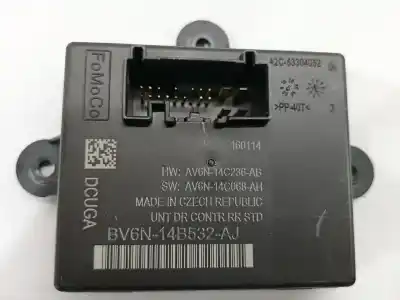 FoMoCo
42C-53304092
>PP-40T<
3
160114
DCUGA
HW: AV6N-14C236-AB
SW: AV6N-14C068-AH
MADE IN CZECH REPUBLIC
UNT DR CONTR RR STD
BV6N-14B532-AJ